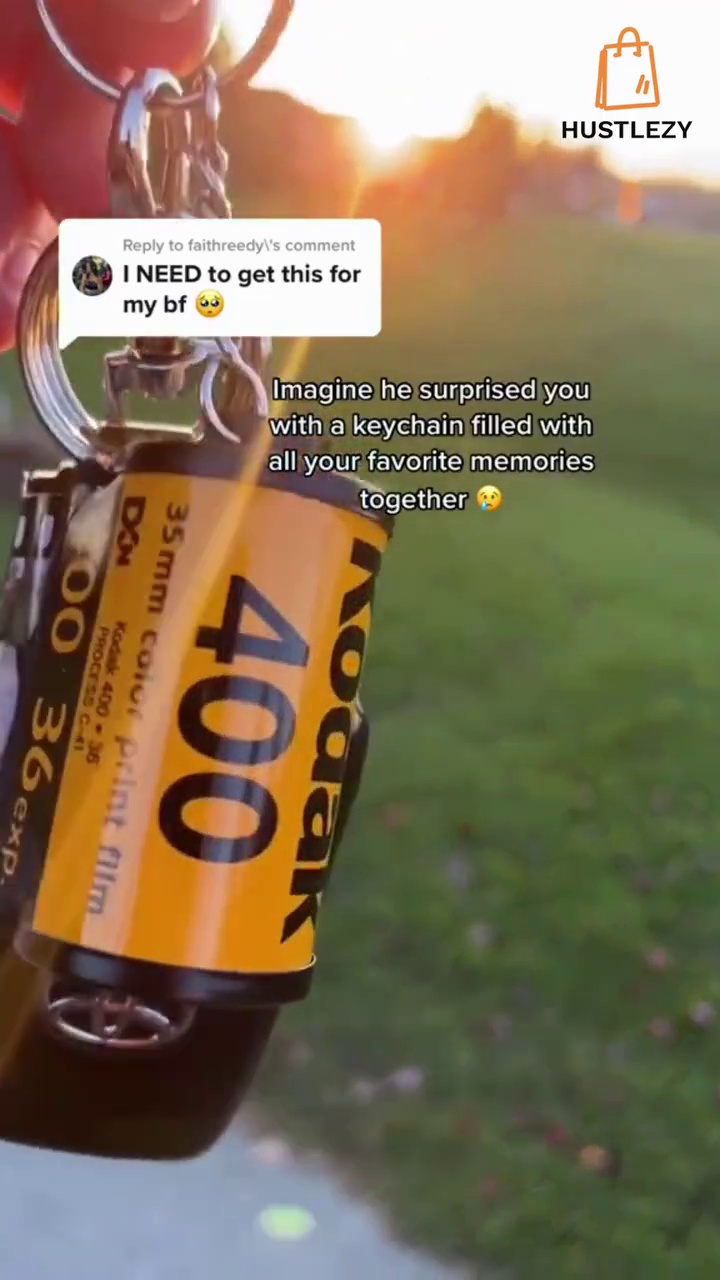 HUSTLEZY
Reply to faithreedy\'s comment
I NEED to get this for
my bf 🥺
Imagine he surprised you
with a keychain filled with
all your favorite memories
together 😢
Kodak
400
35mm color print film
DXN
Kodak 400 • 36
PROCESS C-41
00 36 exp.